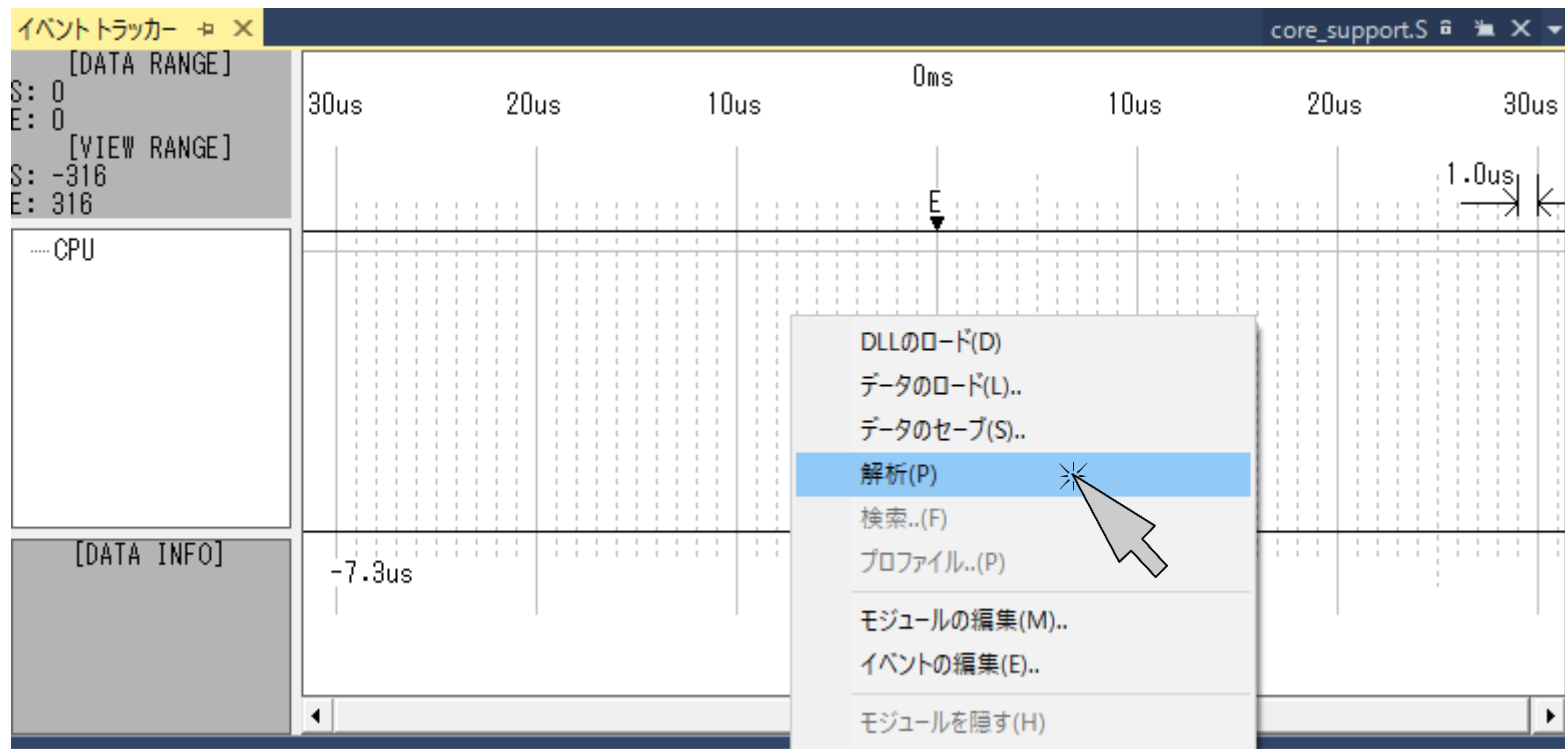 イベント トラッカー
core_support.S
[DATA RANGE]
S: 0
E: 0
[VIEW RANGE]
S: -316
E: 316
0ms
30us 20us 10us 10us 20us 30us
1.0us
E
CPU
DLLのロード(D)
データのロード(L)..
データのセーブ(S)..
解析(P)
検索..(F)
プロファイル..(P)
モジュールの編集(M)..
イベントの編集(E)..
モジュールを隠す(H)
[DATA INFO]
-7.3us